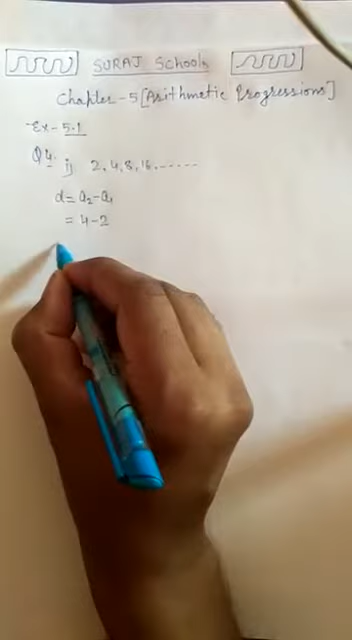 SURAJ Schools
Chapter-5 [Arithmetic Progressions]
Ex-5.1
Q4. i) 2, 4, 8, 16, ......
d = a₂ - a₁
= 4 - 2